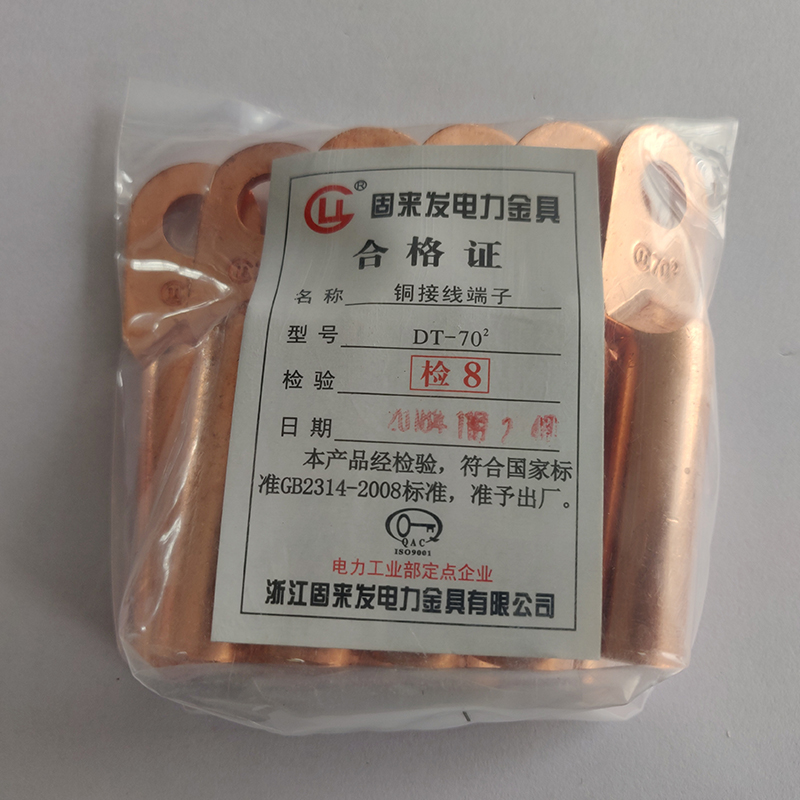 ® 固来发电力金具
合格证
名称 铜接线端子
型号 DT-70²
检验 检8
日期
本产品经检验，符合国家标
准GB2314-2008标准，准予出厂。
QAC
ISO9001
电力工业部定点企业
浙江固来发电力金具有限公司
70²